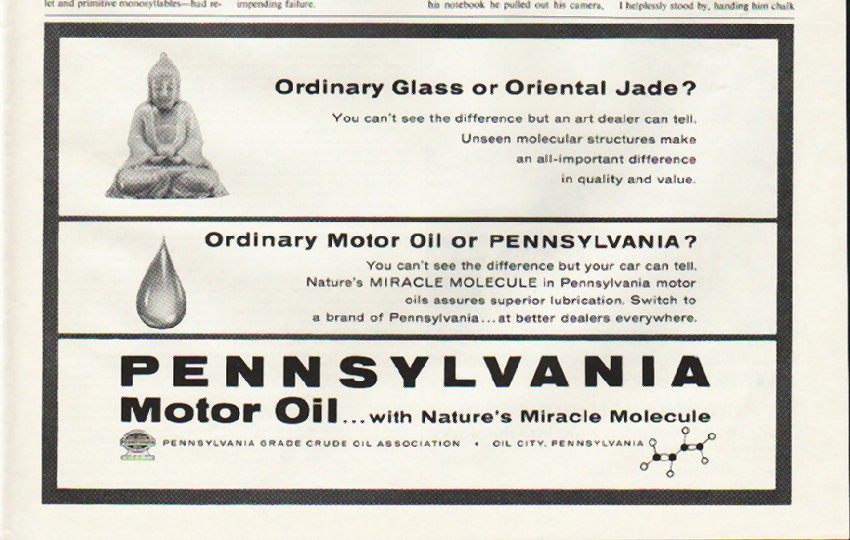 let and primitive monosyllables—had re-
impending failure.
his notebook he pulled out his camera,
I helplessly stood by, handing him chalk
Ordinary Glass or Oriental Jade?
You can't see the difference but an art dealer can tell.
Unseen molecular structures make
an all-important difference
in quality and value.
Ordinary Motor Oil or PENNSYLVANIA?
You can't see the difference but your car can tell.
Nature's MIRACLE MOLECULE in Pennsylvania motor
oils assures superior lubrication. Switch to
a brand of Pennsylvania...at better dealers everywhere.
PENNSYLVANIA
Motor Oil...with Nature's Miracle Molecule
PENNSYLVANIA GRADE CRUDE OIL ASSOCIATION • OIL CITY, PENNSYLVANIA